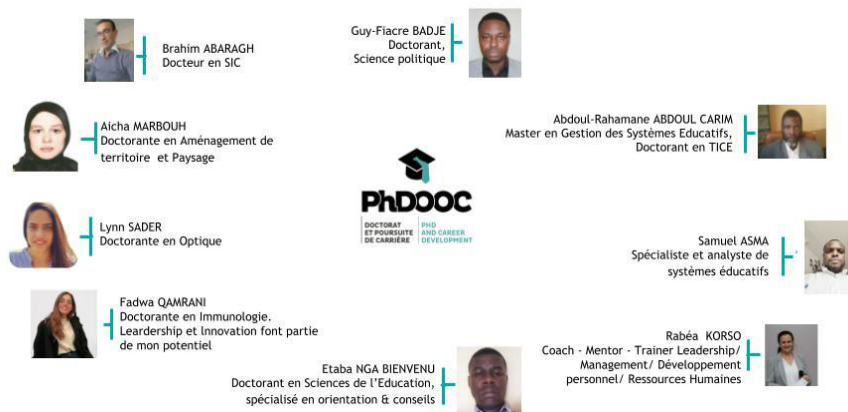 Brahim ABARAGH
Docteur en SIC
Guy-Fiacre BADJE
Doctorant,
Science politique
Aicha MARBOUH
Doctorante en Aménagement de
territoire et Paysage
Abdoul-Rahamane ABDOUL CARIM
Master en Gestion des Systèmes Educatifs,
Doctorant en TICE
PhDOOC
DOCTORAT
ET POURSUITE
DE CARRIÈRE
PHD
AND CAREER
DEVELOPMENT
Lynn SADER
Doctorante en Optique
Samuel ASMA
Spécialiste et analyste de
systèmes éducatifs
Fadwa QAMRANI
Doctorante en Immunologie.
Leardership et Innovation font partie
de mon potentiel
Rabéa KORSO
Coach - Mentor - Trainer Leadership/
Management/ Développement
personnel/ Ressources Humaines
Etaba NGA BIENVENU
Doctorant en Sciences de l'Education,
spécialisé en orientation & conseils